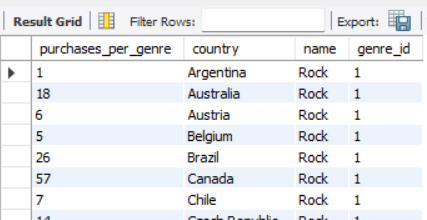 Result Grid Filter Rows: Export:
purchases_per_genre country name genre_id
1 Argentina Rock 1
18 Australia Rock 1
6 Austria Rock 1
5 Belgium Rock 1
26 Brazil Rock 1
57 Canada Rock 1
7 Chile Rock 1
14 Czech Republic Rock 1